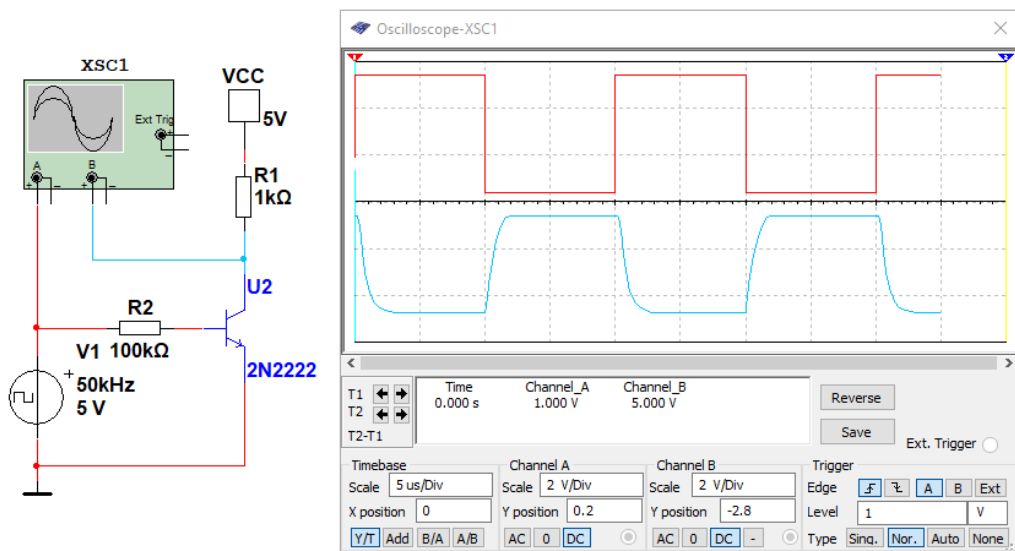 XSC1
Ext Trig
A
B
VCC
5V
R1
1kΩ
U2
R2
100kΩ
2N2222
V1
50kHz
5 V
Oscilloscope-XSC1
T1
T2
T2-T1
Time Channel_A Channel_B
0.000 s 1.000 V 5.000 V
Reverse
Save
Ext. Trigger
Timebase
Scale 5 us/Div
X position 0
Y/T Add B/A A/B
Channel A
Scale 2 V/Div
Y position 0.2
AC 0 DC
Channel B
Scale 2 V/Div
Y position -2.8
AC 0 DC -
Trigger
Edge A B Ext
Level 1 V
Type Sing. Nor. Auto None